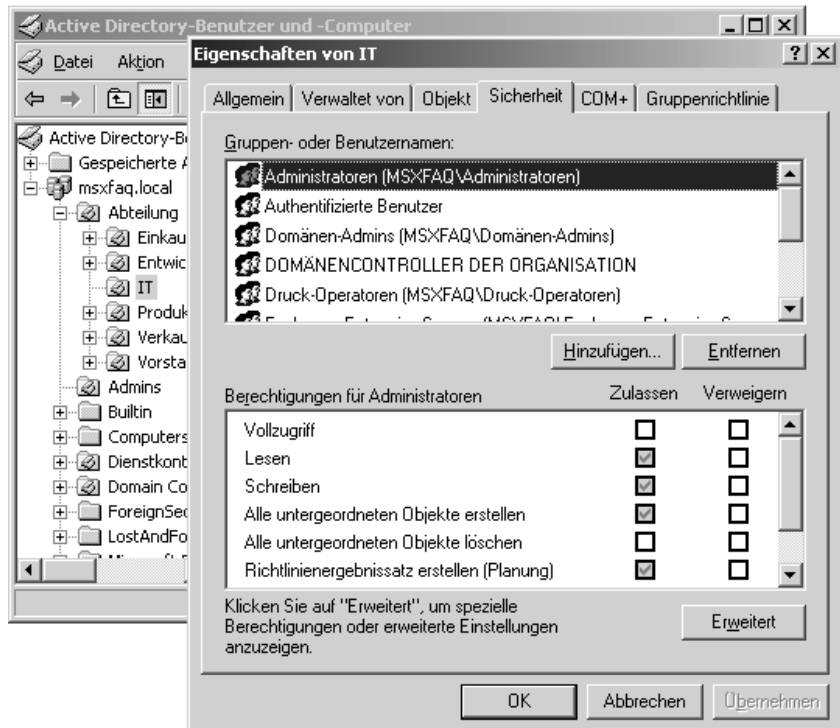 Active Directory-Benutzer und -Computer
Datei Aktion
Active Directory-B
Gespeicherte A
msxfaq.local
Abteilung
Einkau
Entwic
IT
Produk
Verkau
Vorsta
Admins
Builtin
Computers
Dienstkont
Domain Co
ForeignSec
LostAndFo
Eigenschaften von IT
Allgemein Verwaltet von Objekt Sicherheit COM+ Gruppenrichtlinie
Gruppen- oder Benutzernamen:
Administratoren (MSXFAQ\Administratoren)
Authentifizierte Benutzer
Domänen-Admins (MSXFAQ\Domänen-Admins)
DOMÄNENCONTROLLER DER ORGANISATION
Druck-Operatoren (MSXFAQ\Druck-Operatoren)
Hinzufügen... Entfernen
Berechtigungen für Administratoren Zulassen Verweigern
Vollzugriff
Lesen
Schreiben
Alle untergeordneten Objekte erstellen
Alle untergeordneten Objekte löschen
Richtlinienergebnissatz erstellen (Planung)
Klicken Sie auf "Erweitert", um spezielle
Berechtigungen oder erweiterte Einstellungen
anzuzeigen.
Erweitert
OK Abbrechen Übernehmen